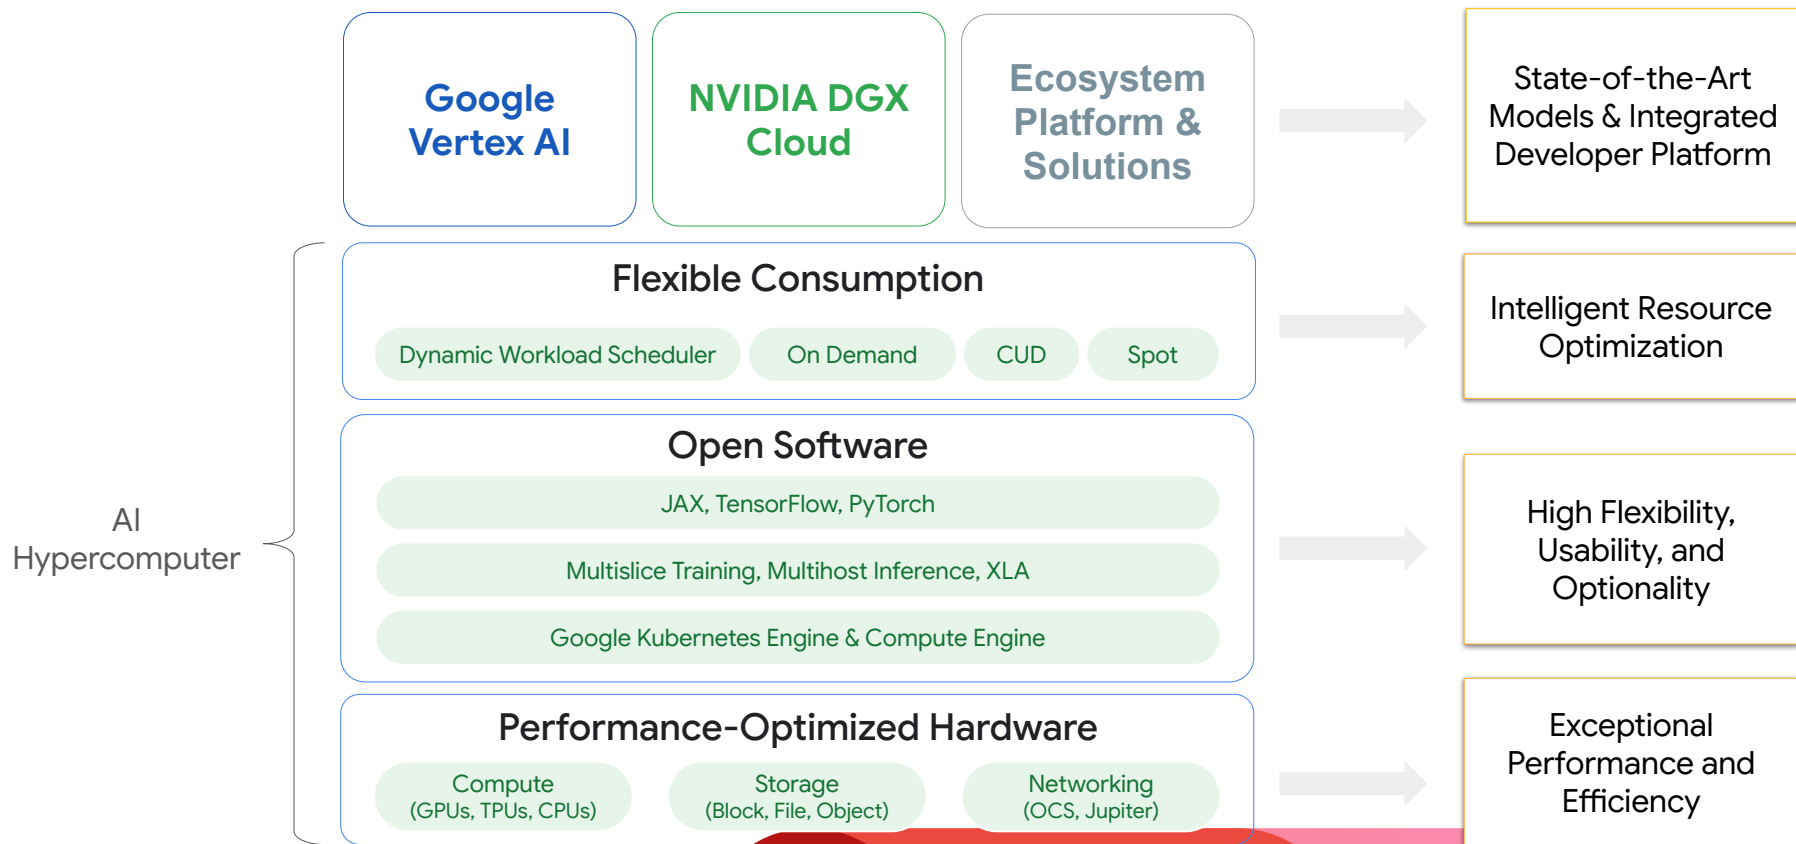 Google
Vertex AI
NVIDIA DGX
Cloud
Ecosystem
Platform &
Solutions
State-of-the-Art
Models & Integrated
Developer Platform
AI
Hypercomputer
Flexible Consumption
Dynamic Workload Scheduler
On Demand
CUD
Spot
Intelligent Resource
Optimization
Open Software
JAX, TensorFlow, PyTorch
Multislice Training, Multihost Inference, XLA
Google Kubernetes Engine & Compute Engine
High Flexibility,
Usability, and
Optionality
Performance-Optimized Hardware
Compute
(GPUs, TPUs, CPUs)
Storage
(Block, File, Object)
Networking
(OCS, Jupiter)
Exceptional
Performance and
Efficiency